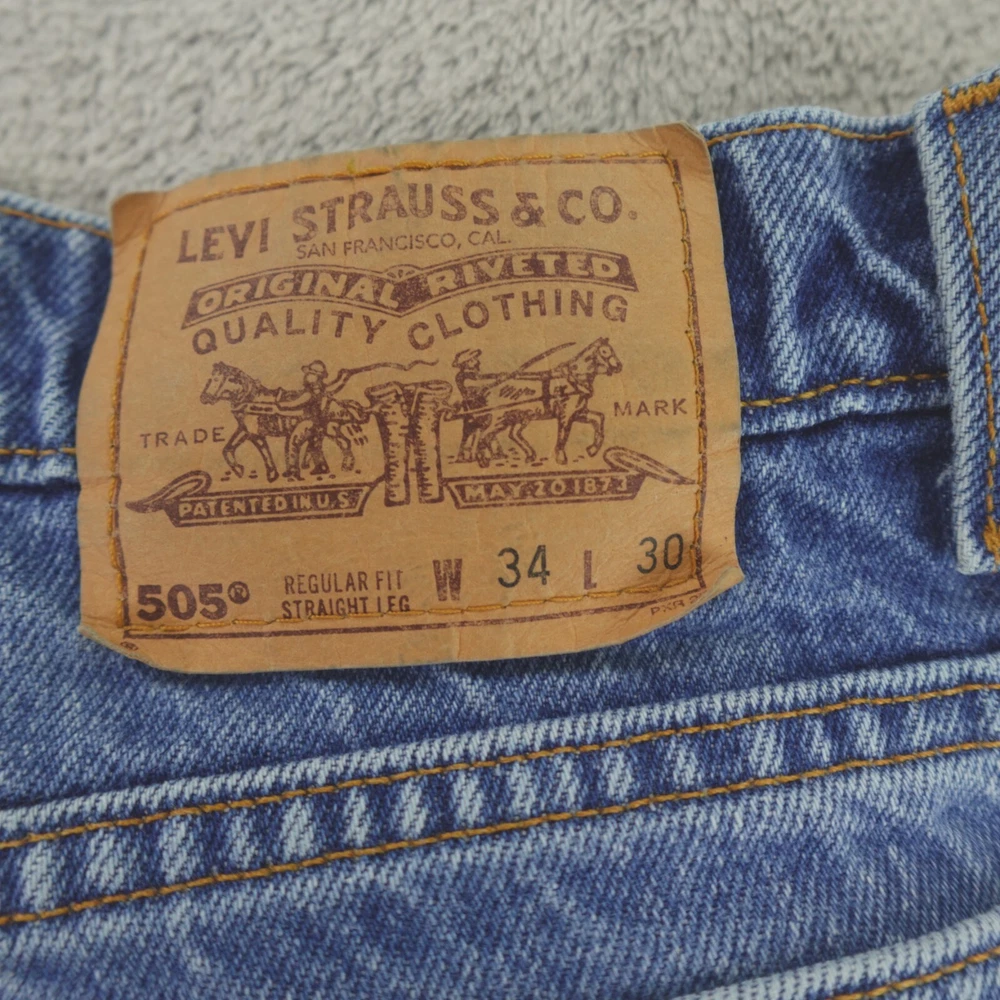 LEVI STRAUSS & CO.
SAN FRANCISCO, CAL.
ORIGINAL RIVETED
QUALITY CLOTHING
TRADE MARK
PATENTED IN U.S. MAY 20 1873
505® REGULAR FIT W 34 L 30
STRAIGHT LEG